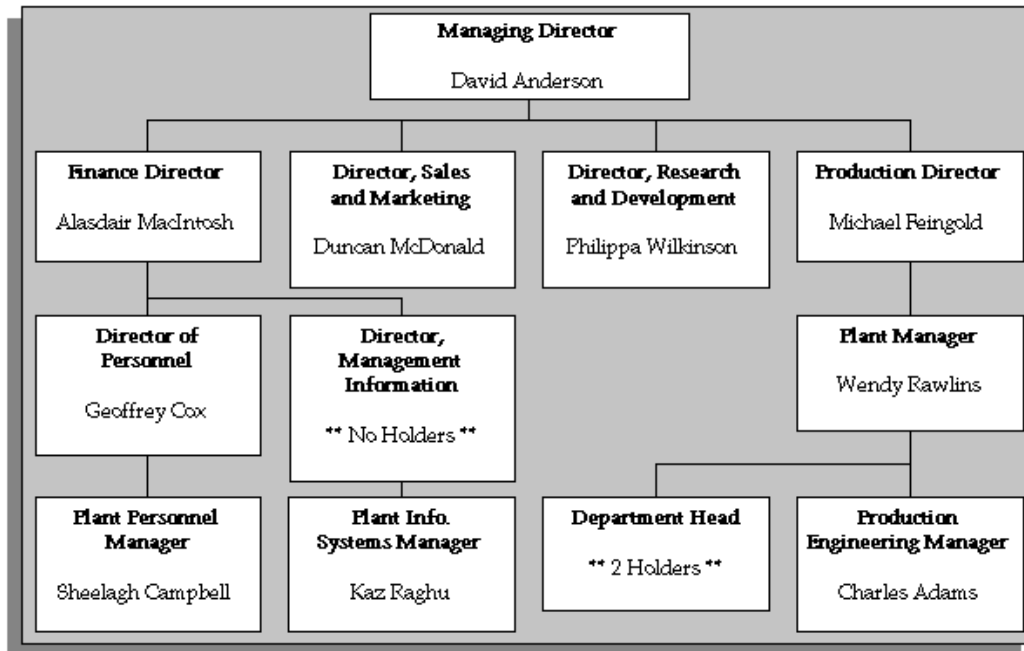 Managing Director
David Anderson
Finance Director
Alasdair MacIntosh
Director, Sales
and Marketing
Duncan McDonald
Director, Research
and Development
Philippa Wilkinson
Production Director
Michael Feingold
Director of
Personnel
Geoffrey Cox
Director,
Management
Information
** No Holders **
Plant Manager
Wendy Rawlins
Plant Personnel
Manager
Sheelagh Campbell
Plant Info.
Systems Manager
Kaz Raghu
Department Head
** 2 Holders **
Production
Engineering Manager
Charles Adams